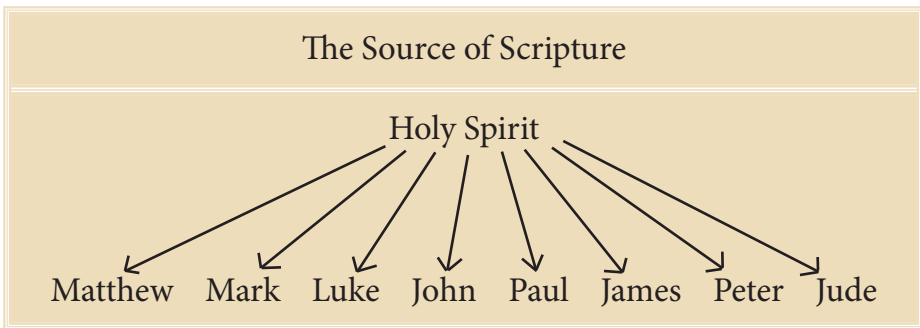 The Source of Scripture
Holy Spirit
Matthew Mark Luke John Paul James Peter Jude